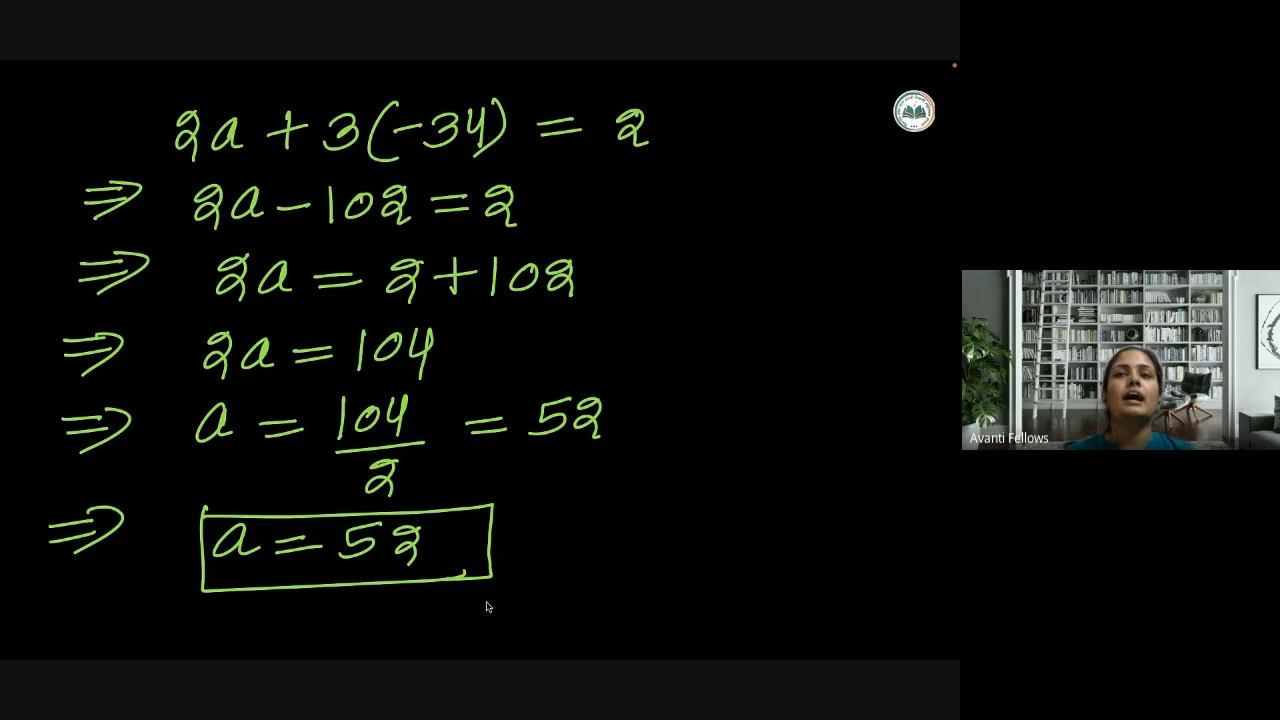 2a + 3(-34) = 2
⇒ 2a - 102 = 2
⇒ 2a = 2 + 102
⇒ 2a = 104
⇒ a = 104/2 = 52
⇒ a = 52
Avanti Fellows